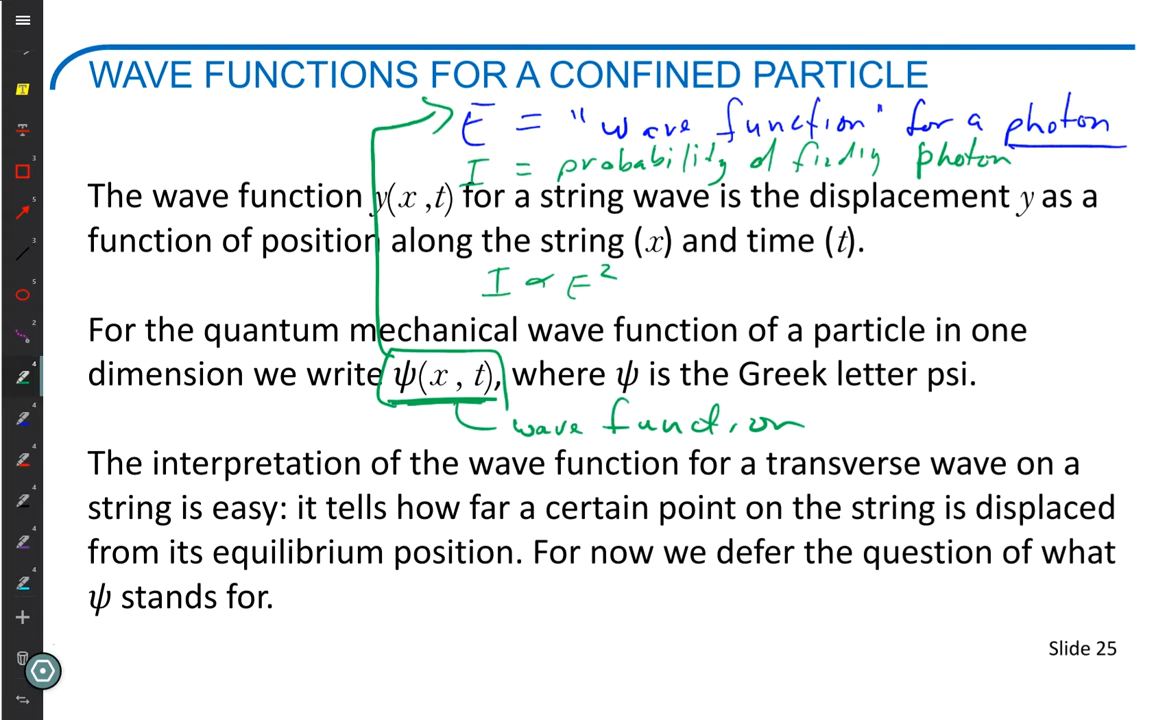 WAVE FUNCTIONS FOR A CONFINED PARTICLE
E = "wave function" for a photon
I = probability of finding photon
The wave function y(x ,t) for a string wave is the displacement y as a
function of position along the string (x) and time (t).
I ∝ E²
For the quantum mechanical wave function of a particle in one
dimension we write ψ(x , t), where ψ is the Greek letter psi.
wave function
The interpretation of the wave function for a transverse wave on a
string is easy: it tells how far a certain point on the string is displaced
from its equilibrium position. For now we defer the question of what
ψ stands for.
Slide 25